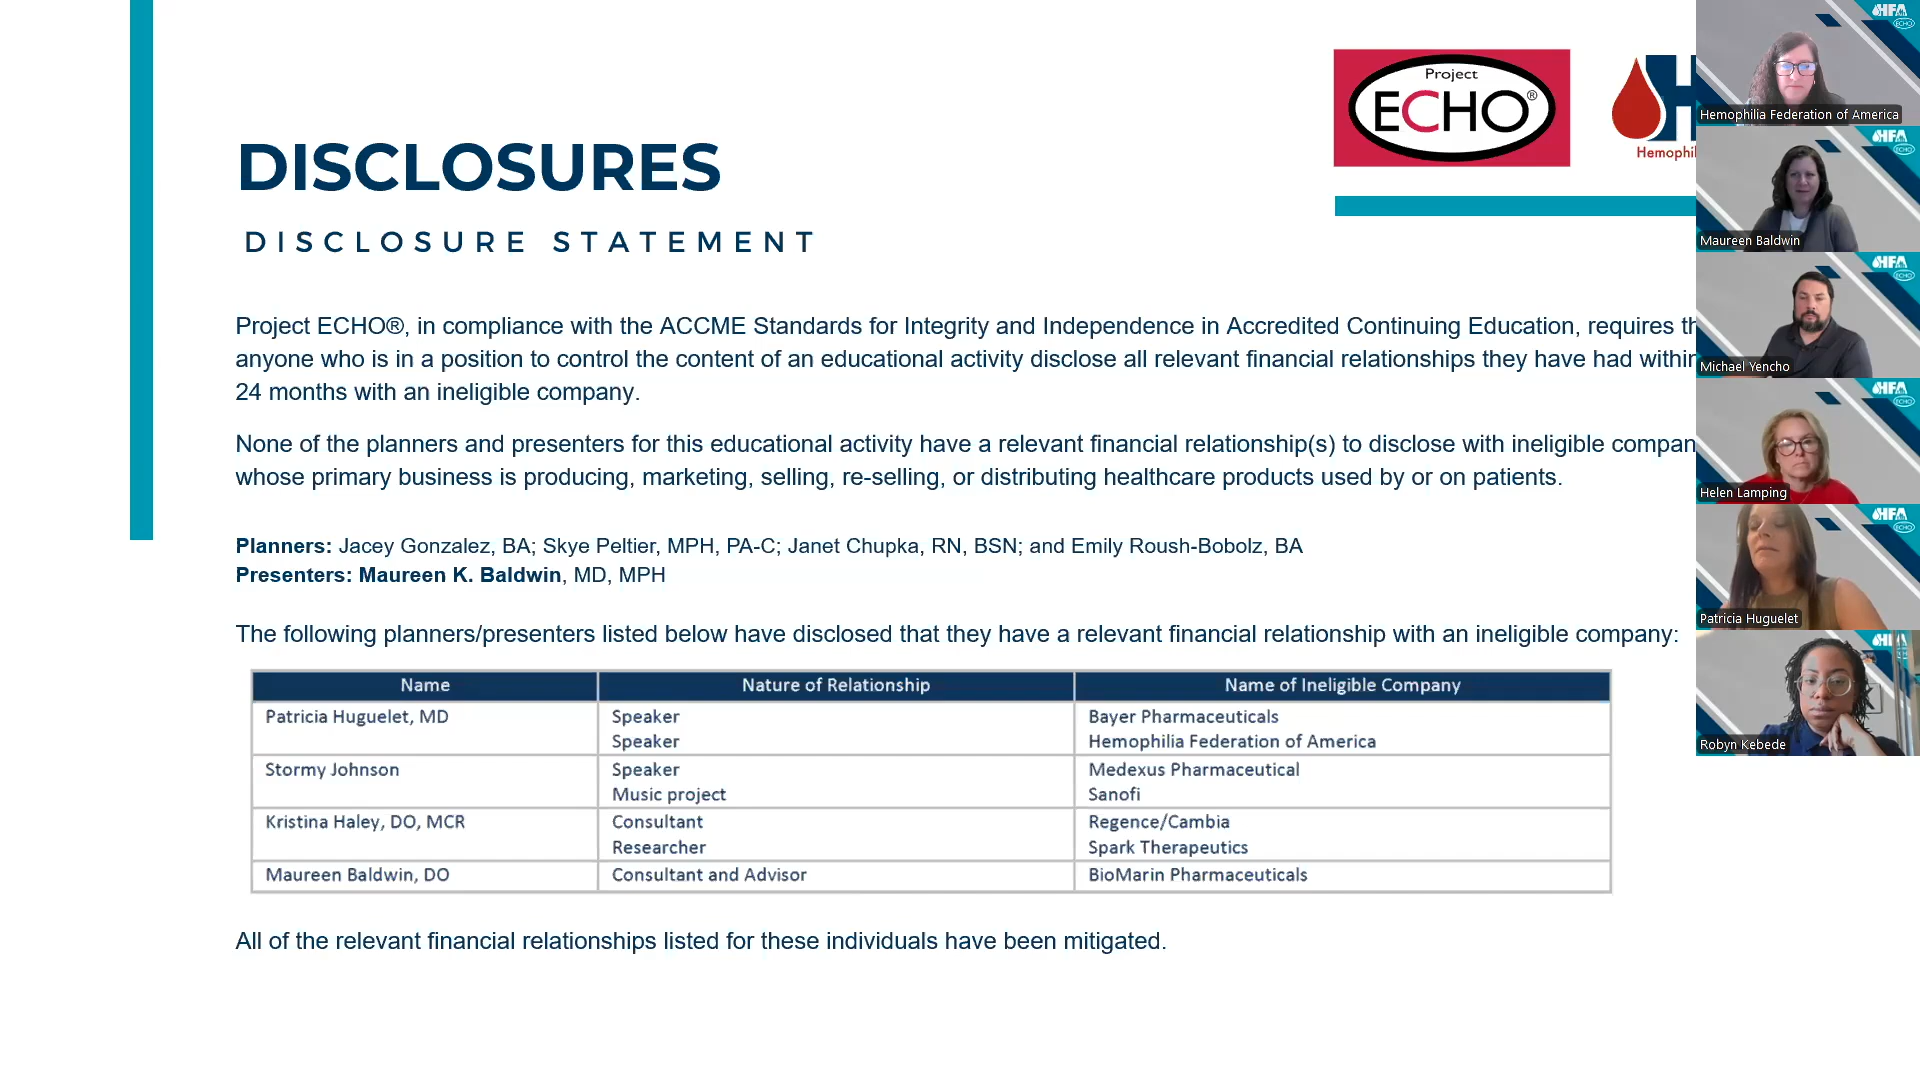 Project
ECHO®
H
Hemophil
DISCLOSURES
DISCLOSURE STATEMENT
Project ECHO®, in compliance with the ACCME Standards for Integrity and Independence in Accredited Continuing Education, requires th
anyone who is in a position to control the content of an educational activity disclose all relevant financial relationships they have had within
24 months with an ineligible company.
None of the planners and presenters for this educational activity have a relevant financial relationship(s) to disclose with ineligible compan
whose primary business is producing, marketing, selling, re-selling, or distributing healthcare products used by or on patients.
Planners: Jacey Gonzalez, BA; Skye Peltier, MPH, PA-C; Janet Chupka, RN, BSN; and Emily Roush-Bobolz, BA
Presenters: Maureen K. Baldwin, MD, MPH
The following planners/presenters listed below have disclosed that they have a relevant financial relationship with an ineligible company:
Name Nature of Relationship Name of Ineligible Company
Patricia Huguelet, MD Speaker Bayer Pharmaceuticals
Speaker Hemophilia Federation of America
Stormy Johnson Speaker Medexus Pharmaceutical
Music project Sanofi
Kristina Haley, DO, MCR Consultant Regence/Cambia
Researcher Spark Therapeutics
Maureen Baldwin, DO Consultant and Advisor BioMarin Pharmaceuticals
All of the relevant financial relationships listed for these individuals have been mitigated.
HFA
ECHO
Hemophilia Federation of America
HFA
ECHO
Maureen Baldwin
HFA
ECHO
Michael Yencho
HFA
ECHO
Helen Lamping
HFA
ECHO
Patricia Huguelet
HFA
Robyn Kebede